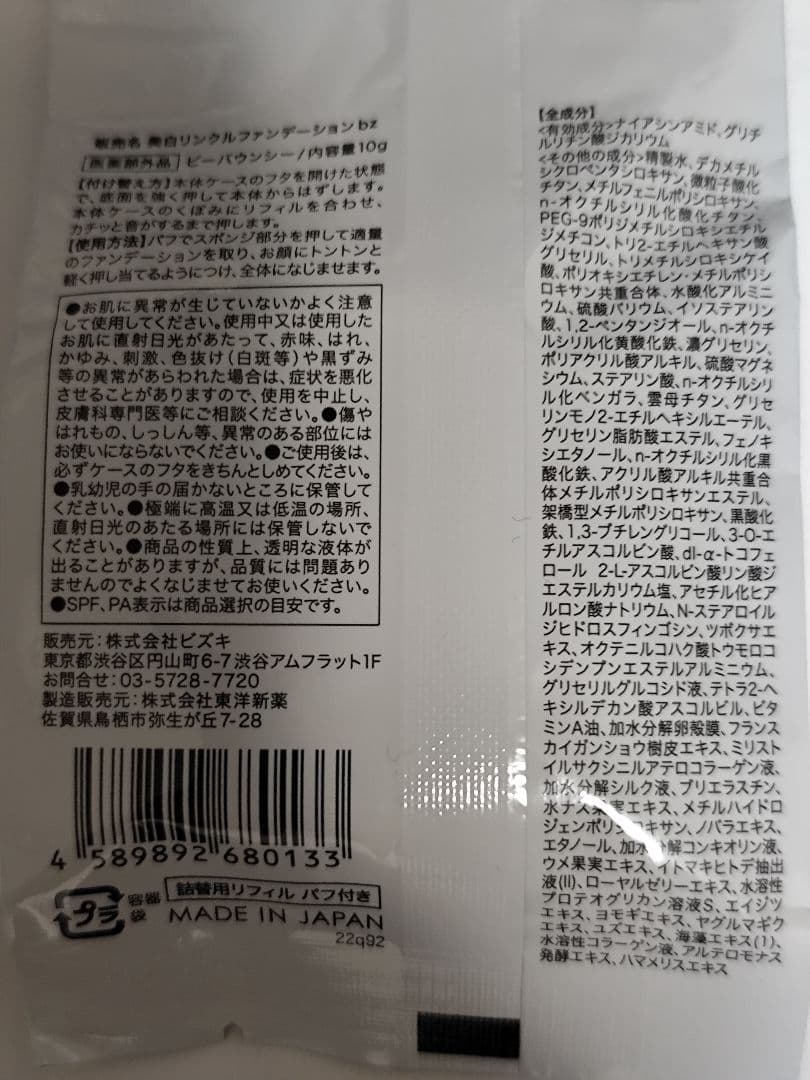 販売名 美白リンクルファンデーションbz
医薬部外品 ビーバウンシー/内容量10g
【付け替え方】本体ケースのフタを開けた状態
で、底面を強く押して本体からはずします。
本体ケースのくぼみにリフィルを合わせ、
カチッと音がするまで押します。
【使用方法】パフでスポンジ部分を押して適量
のファンデーションを取り、お顔にトントンと
軽く押し当てるようにつけ、全体になじませます。
●お肌に異常が生じていないかよく注意
して使用してください。使用中又は使用した
お肌に直射日光があたって、赤味、はれ、
かゆみ、刺激、色抜け(白斑等)や黒ずみ
等の異常があらわれた場合は、症状を悪化
させることがありますので、使用を中止し、
皮膚科専門医等にご相談ください。●傷や
はれもの、しっしん等、異常のある部位には
お使いにならないでください。●ご使用後は、
必ずケースのフタをきちんとしめてください。
●乳幼児の手の届かないところに保管して
ください。●極端に高温又は低温の場所、
直射日光のあたる場所には保管しないで
ください。●商品の性質上、透明な液体が
出ることがありますが、品質には問題あり
ませんのでよくなじませてお使いください。
●SPF、PA表示は商品選択の目安です。
販売元:株式会社ビズキ
東京都渋谷区円山町6-7渋谷アムフラット1F
お問合せ:03-5728-7720
製造販売元:株式会社東洋新薬
佐賀県鳥栖市弥生が丘7-28
4 589892 680133
プラ
容器
袋
詰替用リフィル パフ付き
MADE IN JAPAN
22q92
【全成分】
<有効成分>ナイアシンアミド、グリチ
ルリチン酸ジカリウム
<その他の成分>精製水、デカメチル
シクロペンタシロキサン、微粒子酸化
チタン、メチルフェニルポリシロキサン、
n-オクチルシリル化酸化チタン、
PEG-9ポリジメチルシロキシエチル
ジメチコン、トリ2-エチルヘキサン酸
グリセリル、トリメチルシロキシケイ
酸、ポリオキシエチレン・メチルポリシ
ロキサン共重合体、水酸化アルミニ
ウム、硫酸バリウム、イソステアリン
酸、1,2-ペンタンジオール、n-オクチ
ルシリル化黄酸化鉄、濃グリセリン、
ポリアクリル酸アルキル、硫酸マグネ
シウム、ステアリン酸、n-オクチルシリ
ル化ベンガラ、雲母チタン、グリセ
リンモノ2-エチルヘキシルエーテル、
グリセリン脂肪酸エステル、フェノキ
シエタノール、n-オクチルシリル化黒
酸化鉄、アクリル酸アルキル共重合
体メチルポリシロキサンエステル、
架橋型メチルポリシロキサン、黒酸化
鉄、1,3-ブチレングリコール、3-O-エ
チルアスコルビン酸、dl-α-トコフェ
ロール 2-L-アスコルビン酸リン酸ジ
エステルカリウム塩、アセチル化ヒア
ルロン酸ナトリウム、N-ステアロイル
ジヒドロスフィンゴシン、ツボクサエ
キス、オクテニルコハク酸トウモロコ
シデンプンエステルアルミニウム、
グリセリルグルコシド液、テトラ2-ヘ
キシルデカン酸アスコルビル、ビタ
ミンA油、加水分解卵殻膜、フランス
カイガンショウ樹皮エキス、ミリスト
イルサクシニルアテロコラーゲン液、
加水分解シルク液、プリエラスチン、
水ナス果実エキス、メチルハイドロ
ジェンポリシロキサン、ノバラエキス、
エタノール、加水分解コンキオリン液、
ウメ果実エキス、イトマキヒトデ抽出
液(II)、ローヤルゼリーエキス、水溶性
プロテオグリカン溶液S、エイジツ
エキス、ヨモギエキス、ヤグルマギク
エキス、ユズエキス、海藻エキス(1)、
水溶性コラーゲン液、アルテロモナス
発酵エキス、ハマメリスエキス